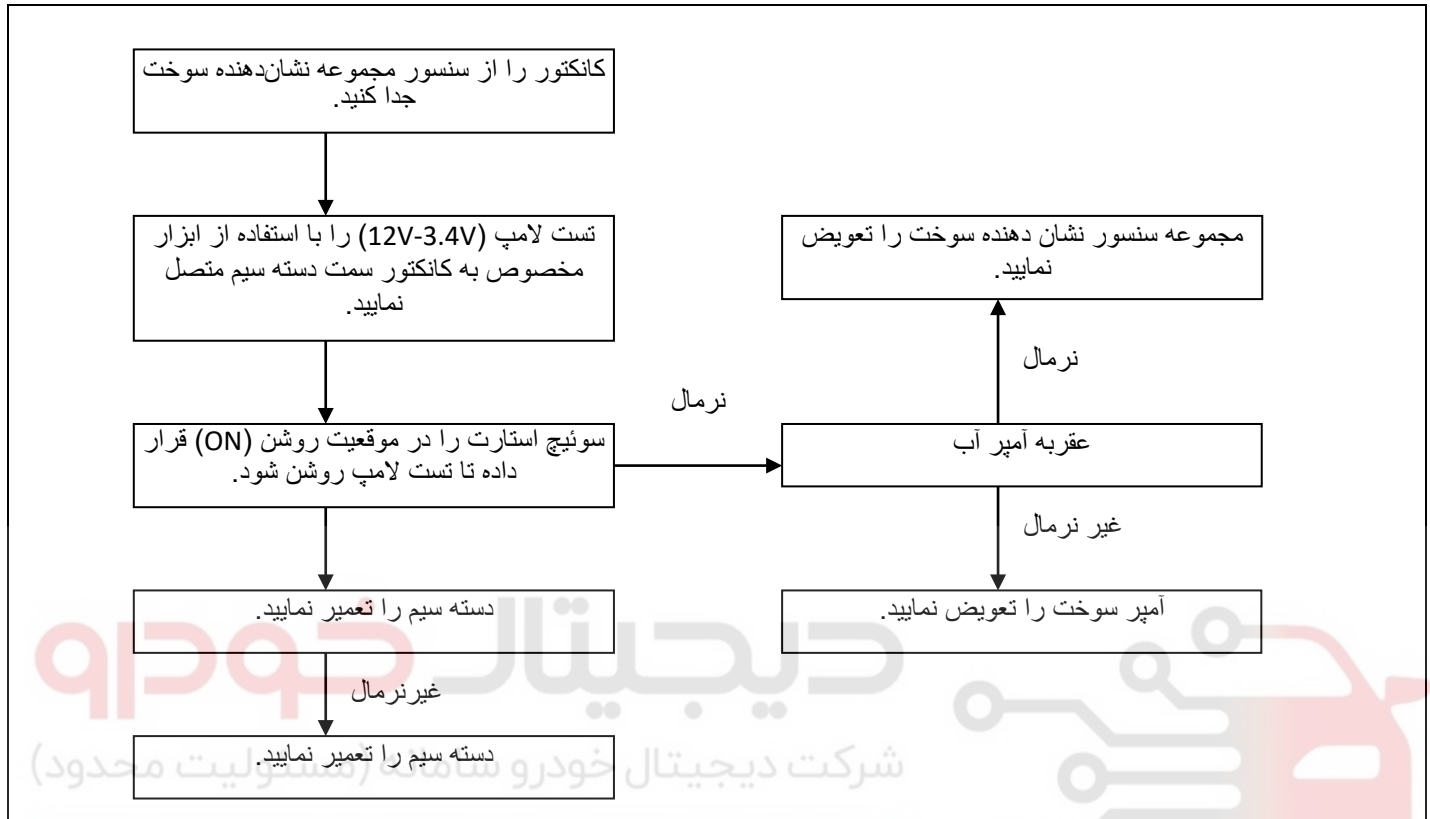 کانکتور را از سنسور مجموعه نشان‌دهنده سوخت
جدا کنید.
تست لامپ (12V-3.4V) را با استفاده از ابزار
مخصوص به کانکتور سمت دسته سیم متصل
نمایید.
مجموعه سنسور نشان دهنده سوخت را تعویض
نمایید.
نرمال
نرمال
سوئیچ استارت را در موقعیت روشن (ON) قرار
داده تا تست لامپ روشن شود.
عقربه آمپر آب
غیر نرمال
دسته سیم را تعمیر نمایید.
آمپر سوخت را تعویض نمایید.
دیجیتال خودرو
غیرنرمال
دسته سیم را تعمیر نمایید.
شرکت دیجیتال خودرو سامانه (مسئولیت محدود)